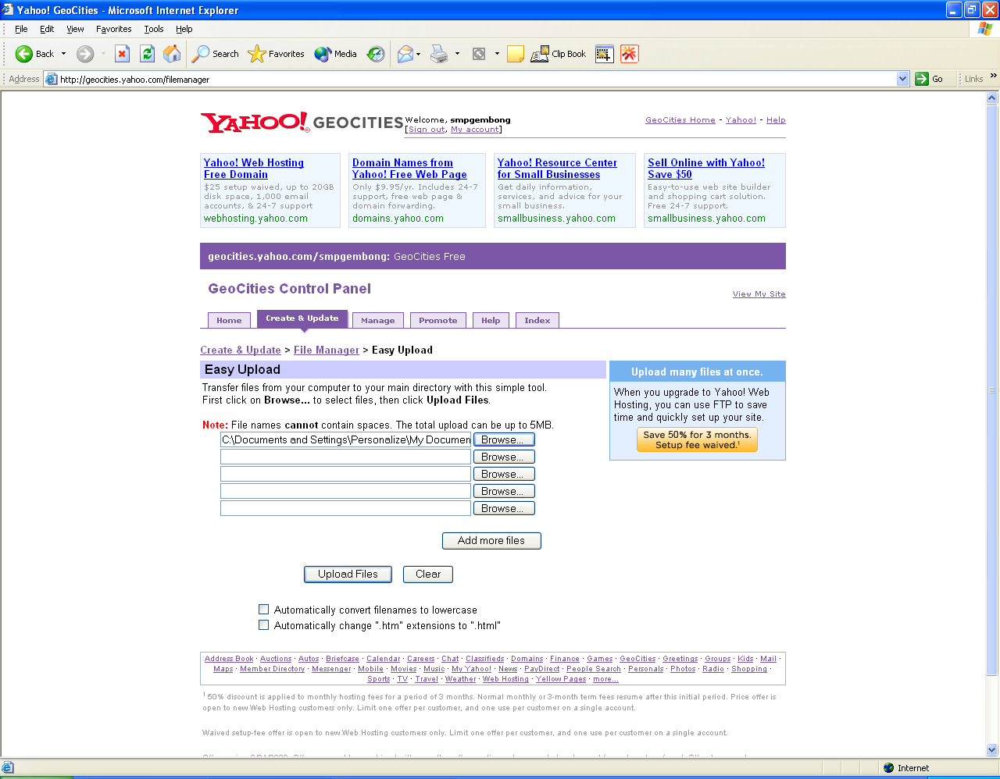 Yahoo! GeoCities - Microsoft Internet Explorer
File Edit View Favorites Tools Help
Back Search Favorites Media Clip Book
Address http://geocities.yahoo.com/filemanager Go Links »
YAHOO! GEOCITIES
Welcome, smpgembong
[Sign out, My account]
GeoCities Home - Yahoo! - Help
Yahoo! Web Hosting
Free Domain
$25 setup waived, up to 20GB
disk space, 1,000 email
accounts, & 24-7 support
webhosting.yahoo.com
Domain Names from
Yahoo! Free Web Page
Only $9.95/yr. Includes 24-7
support, free web page &
domain forwarding.
domains.yahoo.com
Yahoo! Resource Center
for Small Businesses
Get daily information,
services, and advice for your
small business.
smallbusiness.yahoo.com
Sell Online with Yahoo!
Save $50
Easy-to-use web site builder
and shopping cart solution.
Free 24-7 support.
smallbusiness.yahoo.com
geocities.yahoo.com/smpgembong: GeoCities Free
GeoCities Control Panel
View My Site
Home Create & Update Manage Promote Help Index
Create & Update > File Manager > Easy Upload
Easy Upload
Transfer files from your computer to your main directory with this simple tool.
First click on Browse... to select files, then click Upload Files.
Note: File names cannot contain spaces. The total upload can be up to 5MB.
C:\Documents and Settings\Personalize\My Documen Browse...
Browse...
Browse...
Browse...
Browse...
Add more files
Upload Files Clear
Automatically convert filenames to lowercase
Automatically change ".htm" extensions to ".html"
Upload many files at once.
When you upgrade to Yahoo! Web
Hosting, you can use FTP to save
time and quickly set up your site.
Save 50% for 3 months.
Setup fee waived.¹
Address Book · Auctions · Autos · Briefcase · Calendar · Careers · Chat · Classifieds · Domains · Finance · Games · GeoCities · Greetings · Groups · Kids · Mail ·
Maps · Member Directory · Messenger · Mobile · Movies · Music · My Yahoo! · News · PayDirect · People Search · Personals · Photos · Radio · Shopping ·
Sports · TV · Travel · Weather · Web Hosting · Yellow Pages · more...
¹ 50% discount is applied to monthly hosting fees for a period of 3 months. Normal monthly or 3-month term fees resume after this initial period. Price offer is
open to new Web Hosting customers only. Limit one offer per customer, and one use per customer on a single account.
Waived setup-fee offer is open to new Web Hosting customers only. Limit one offer per customer, and one use per customer on a single account.
Internet